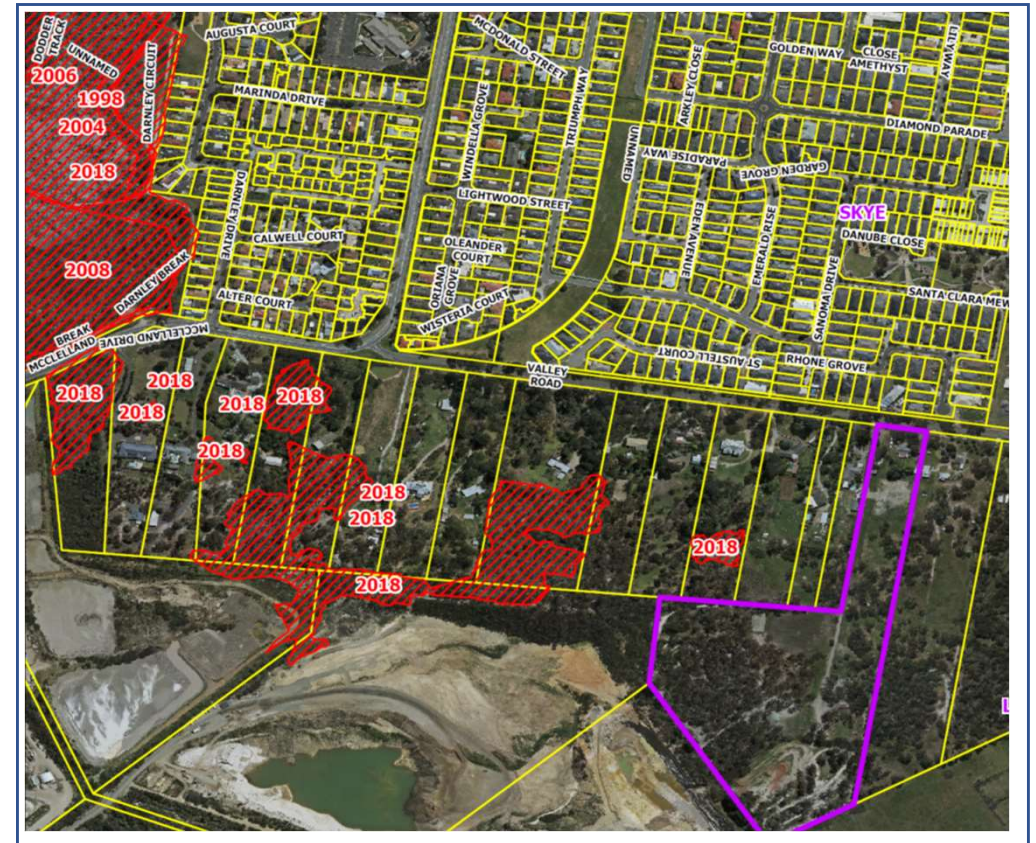 DODDER
TRACK
UNNAMED
2006
1998
2004
2018
2008
DARNLEY CIRCUIT
AUGUSTA COURT
MARINDA DRIVE
DARNLEY DRIVE
CALWELL COURT
ALTER COURT
DARNLEY BREAK
BREAK
MCCLELLAND
MCCLELLAND DRIVE
MCDONALD STREET
WINDELLA GROVE
TRIUMPH WAY
LIGHTWOOD STREET
OLEANDER
COURT
ORIANA
GROVE
WISTERIA COURT
UNNAMED
ARKLEY CLOSE
PARADISE WAY
GOLDEN WAY
CLOSE
AMETHYST
DIAMOND PARADE
GARDEN GROVE
EDEN AVENUE
EMERALD RISE
SKYE
DANUBE CLOSE
SANOMA DRIVE
SANTA CLARA MEW
ST AUSTELL COURT
RHONE GROVE
VALLEY
ROAD
2018
2018
2018
2018
2018
2018
2018
2018
2018
2018
L